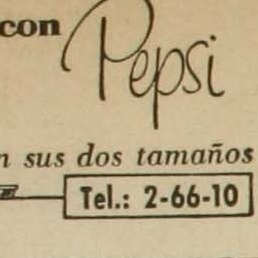 con Pepsi
n sus dos tamaños
Tel.: 2-66-10